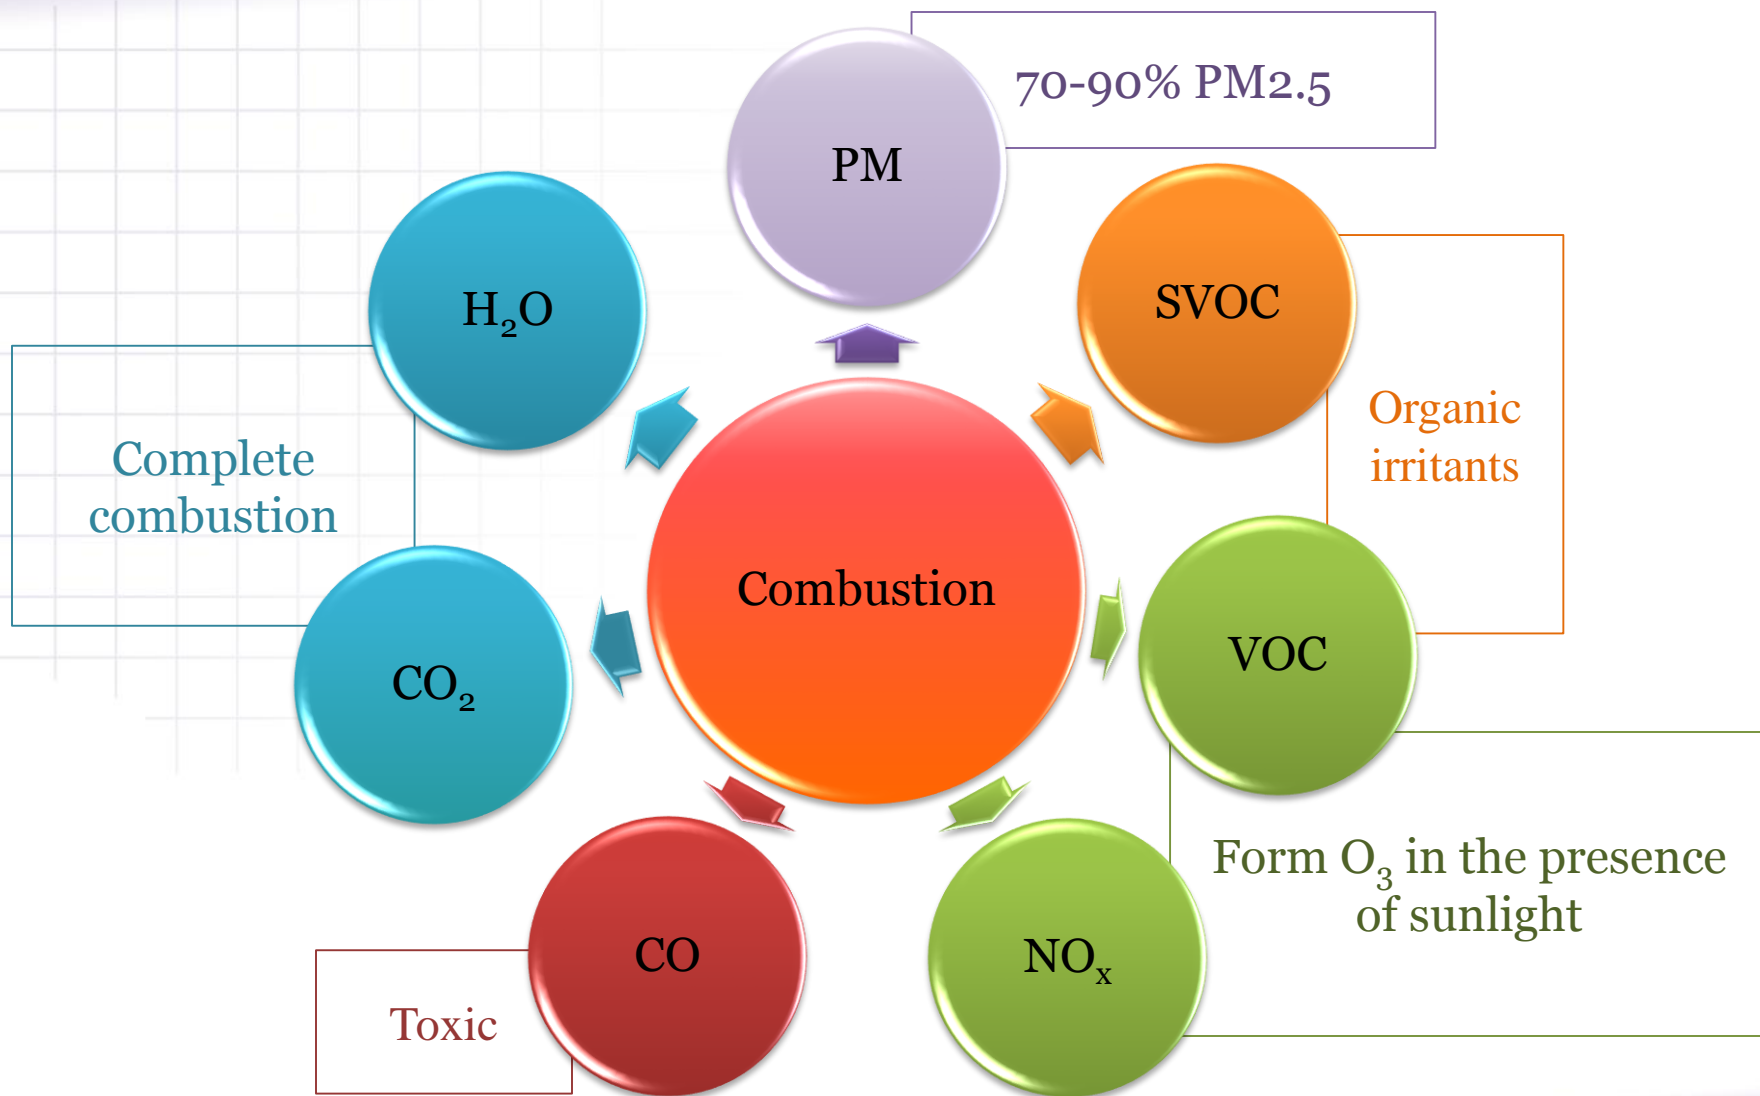 70-90% PM2.5
PM
SVOC
H₂O
Organic
irritants
Complete
combustion
Combustion
VOC
CO₂
Form O₃ in the presence
of sunlight
CO
NOₓ
Toxic